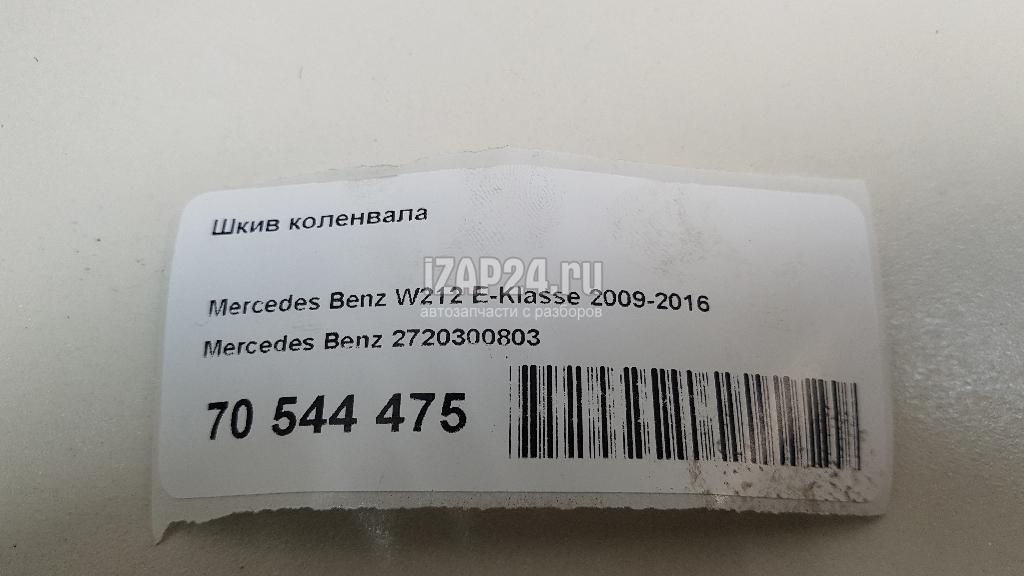 Шкив коленвала
iZAP24.ru
Mercedes Benz W212 E-Klasse 2009-2016
автозапчасти с разборов
Mercedes Benz 2720300803
70 544 475